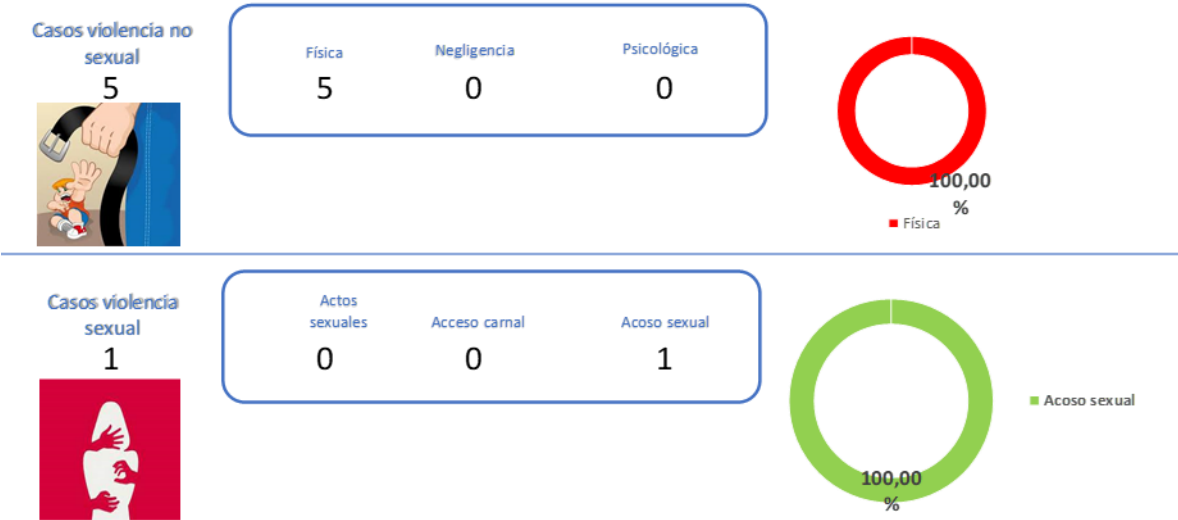 Casos violencia no
sexual
5
Física
Negligencia
Psicológica
5
0
0
100,00
%
Física
Casos violencia
sexual
1
Actos
sexuales
Acceso carnal
Acoso sexual
0
0
1
100,00
%
Acoso sexual